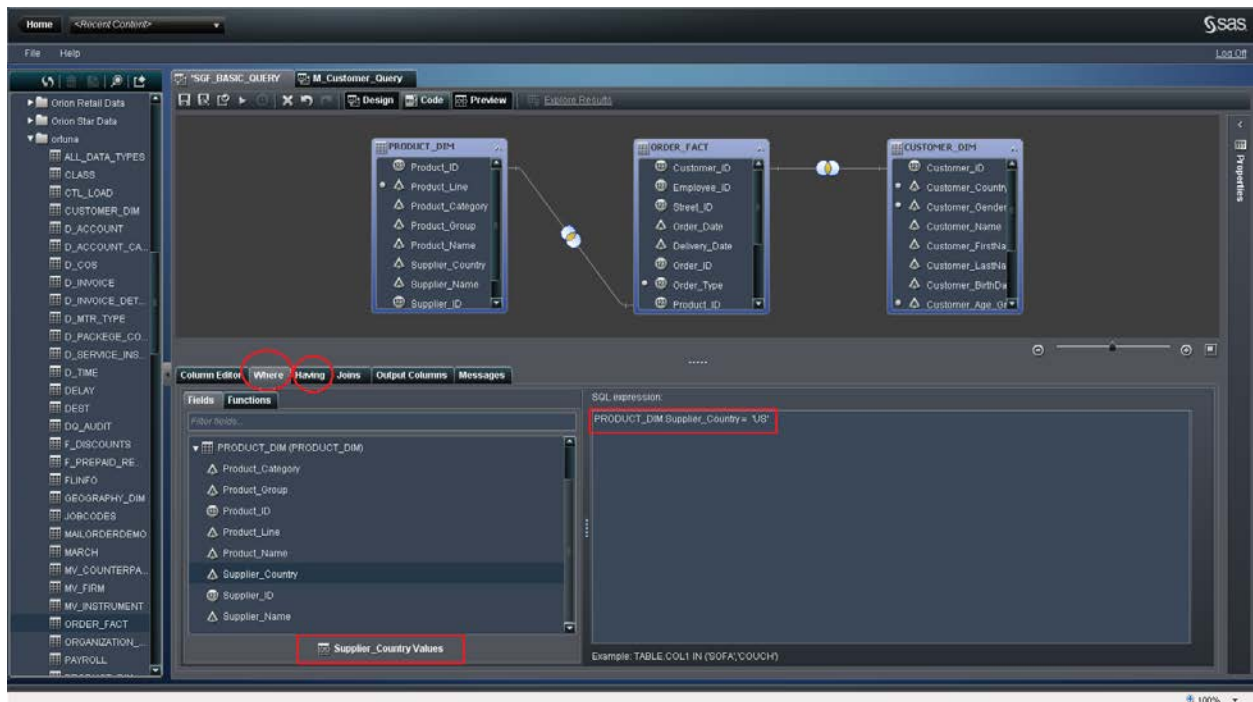 Home <Recent Content>
sas
File Help
Log Off
*SGF_BASIC_QUERY M_Customer_Query
Design Code Preview Explore Results
Orion Retail Data
Orion Star Data
orduna
ALL_DATA_TYPES
CLASS
CTL_LOAD
CUSTOMER_DIM
D_ACCOUNT
D_ACCOUNT_CA...
D_COS
D_INVOICE
D_INVOICE_DET...
D_MTR_TYPE
D_PACKEGE_CO...
D_SERVICE_INS...
D_TIME
DELAY
DEST
DQ_AUDIT
F_DISCOUNTS
F_PREPAID_RE...
FLINFO
GEOGRAPHY_DIM
JOBCODES
MAILORDERDEMO
MARCH
MV_COUNTERPA...
MV_FIRM
MV_INSTRUMENT
ORDER_FACT
ORGANIZATION_...
PAYROLL
PRODUCT_DIM
Product_ID
Product_Line
Product_Category
Product_Group
Product_Name
Supplier_Country
Supplier_Name
Supplier_ID
ORDER_FACT
Customer_ID
Employee_ID
Street_ID
Order_Date
Delivery_Date
Order_ID
Order_Type
Product_ID
CUSTOMER_DIM
Customer_ID
Customer_Country
Customer_Gender
Customer_Name
Customer_FirstNa
Customer_LastNa
Customer_BirthDa
Customer_Age_Gr
Properties
Column Editor Where Having Joins Output Columns Messages
Fields Functions
Filter fields...
PRODUCT_DIM (PRODUCT_DIM)
Product_Category
Product_Group
Product_ID
Product_Line
Product_Name
Supplier_Country
Supplier_ID
Supplier_Name
Supplier_Country Values
SQL expression:
PRODUCT_DIM.Supplier_Country = 'US'
Example: TABLE.COL1 IN ('SOFA','COUCH')
100%